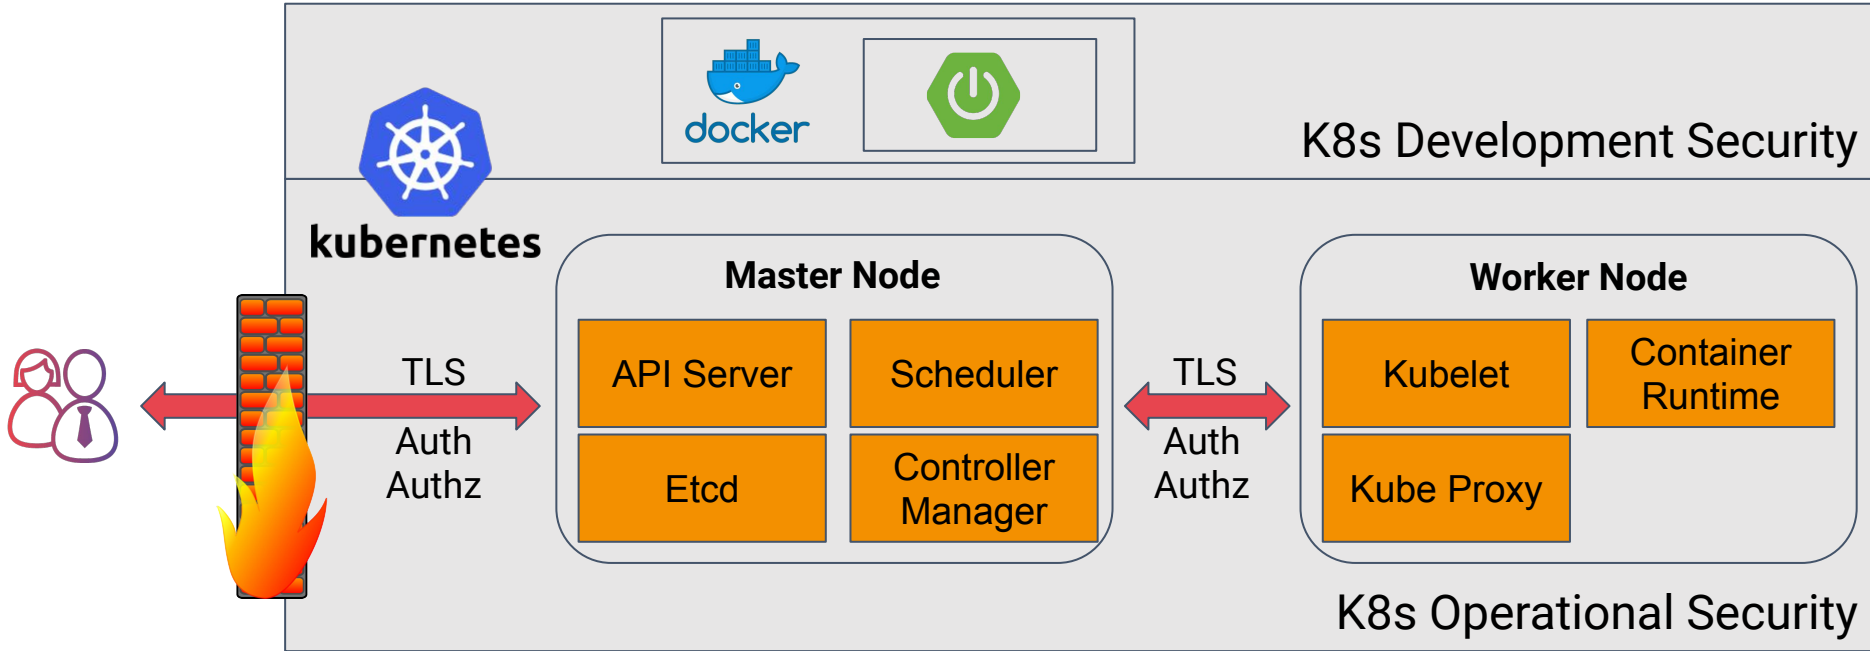 docker
K8s Development Security
kubernetes
Master Node
Worker Node
TLS
Auth
Authz
API Server
Scheduler
Etcd
Controller
Manager
TLS
Auth
Authz
Kubelet
Container
Runtime
Kube Proxy
K8s Operational Security